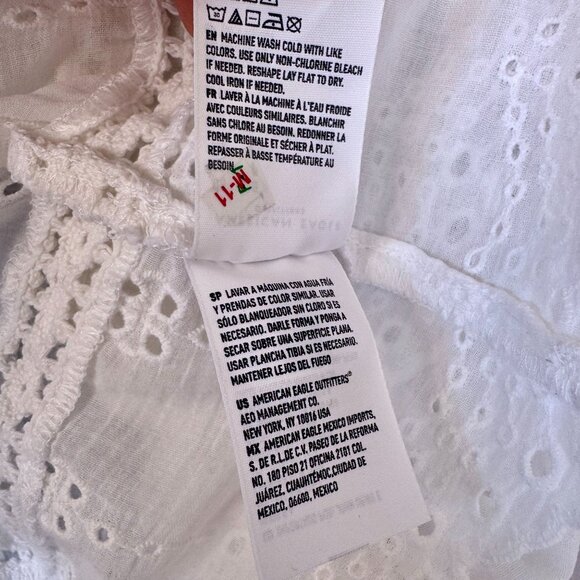 EN MACHINE WASH COLD WITH LIKE
COLORS. USE ONLY NON-CHLORINE BLEACH
IF NEEDED. RESHAPE LAY FLAT TO DRY.
COOL IRON IF NEEDED.
FR LAVER À LA MACHINE À L'EAU FROIDE
AVEC COULEURS SIMILAIRES. BLANCHIR
SANS CHLORE AU BESOIN. REDONNER LA
FORME ORIGINALE ET SÉCHER À PLAT.
REPASSER À BASSE TEMPÉRATURE AU
BESOIN.
M-11
SP LAVAR A MÁQUINA CON AGUA FRÍA
Y PRENDAS DE COLOR SIMILAR. USAR
SÓLO BLANQUEADOR SIN CLORO SI ES
NECESARIO. DARLE FORMA Y PONGA A
SECAR SOBRE UNA SUPERFICIE PLANA.
USAR PLANCHA TIBIA SI ES NECESARIO.
MANTENER LEJOS DEL FUEGO
US AMERICAN EAGLE OUTFITTERS®
AEO MANAGEMENT CO.
NEW YORK, NY 10016 USA
MX AMERICAN EAGLE MEXICO IMPORTS,
S. DE R.L.DE C.V. PASEO DE LA REFORMA
NO. 180 PISO 21 OFICINA 2101 COL
JUÁREZ. CUAUHTÉMOC,CIUDAD DE
MEXICO, 06600, MEXICO